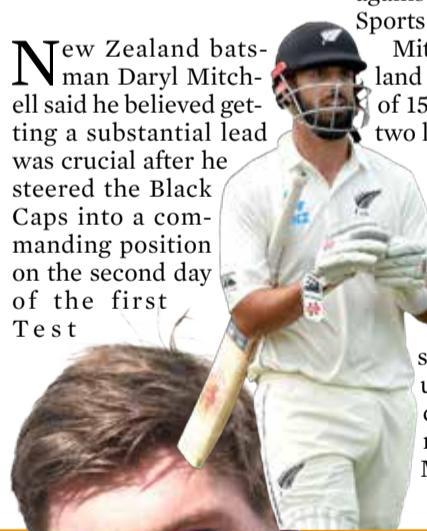 New Zealand bats-
man Daryl Mitch-
ell said he believed get-
ting a substantial lead
was crucial after he
steered the Black
Caps into a com-
manding position
on the second day
of the first
Test
Sports
Mit
land
of 15
two l